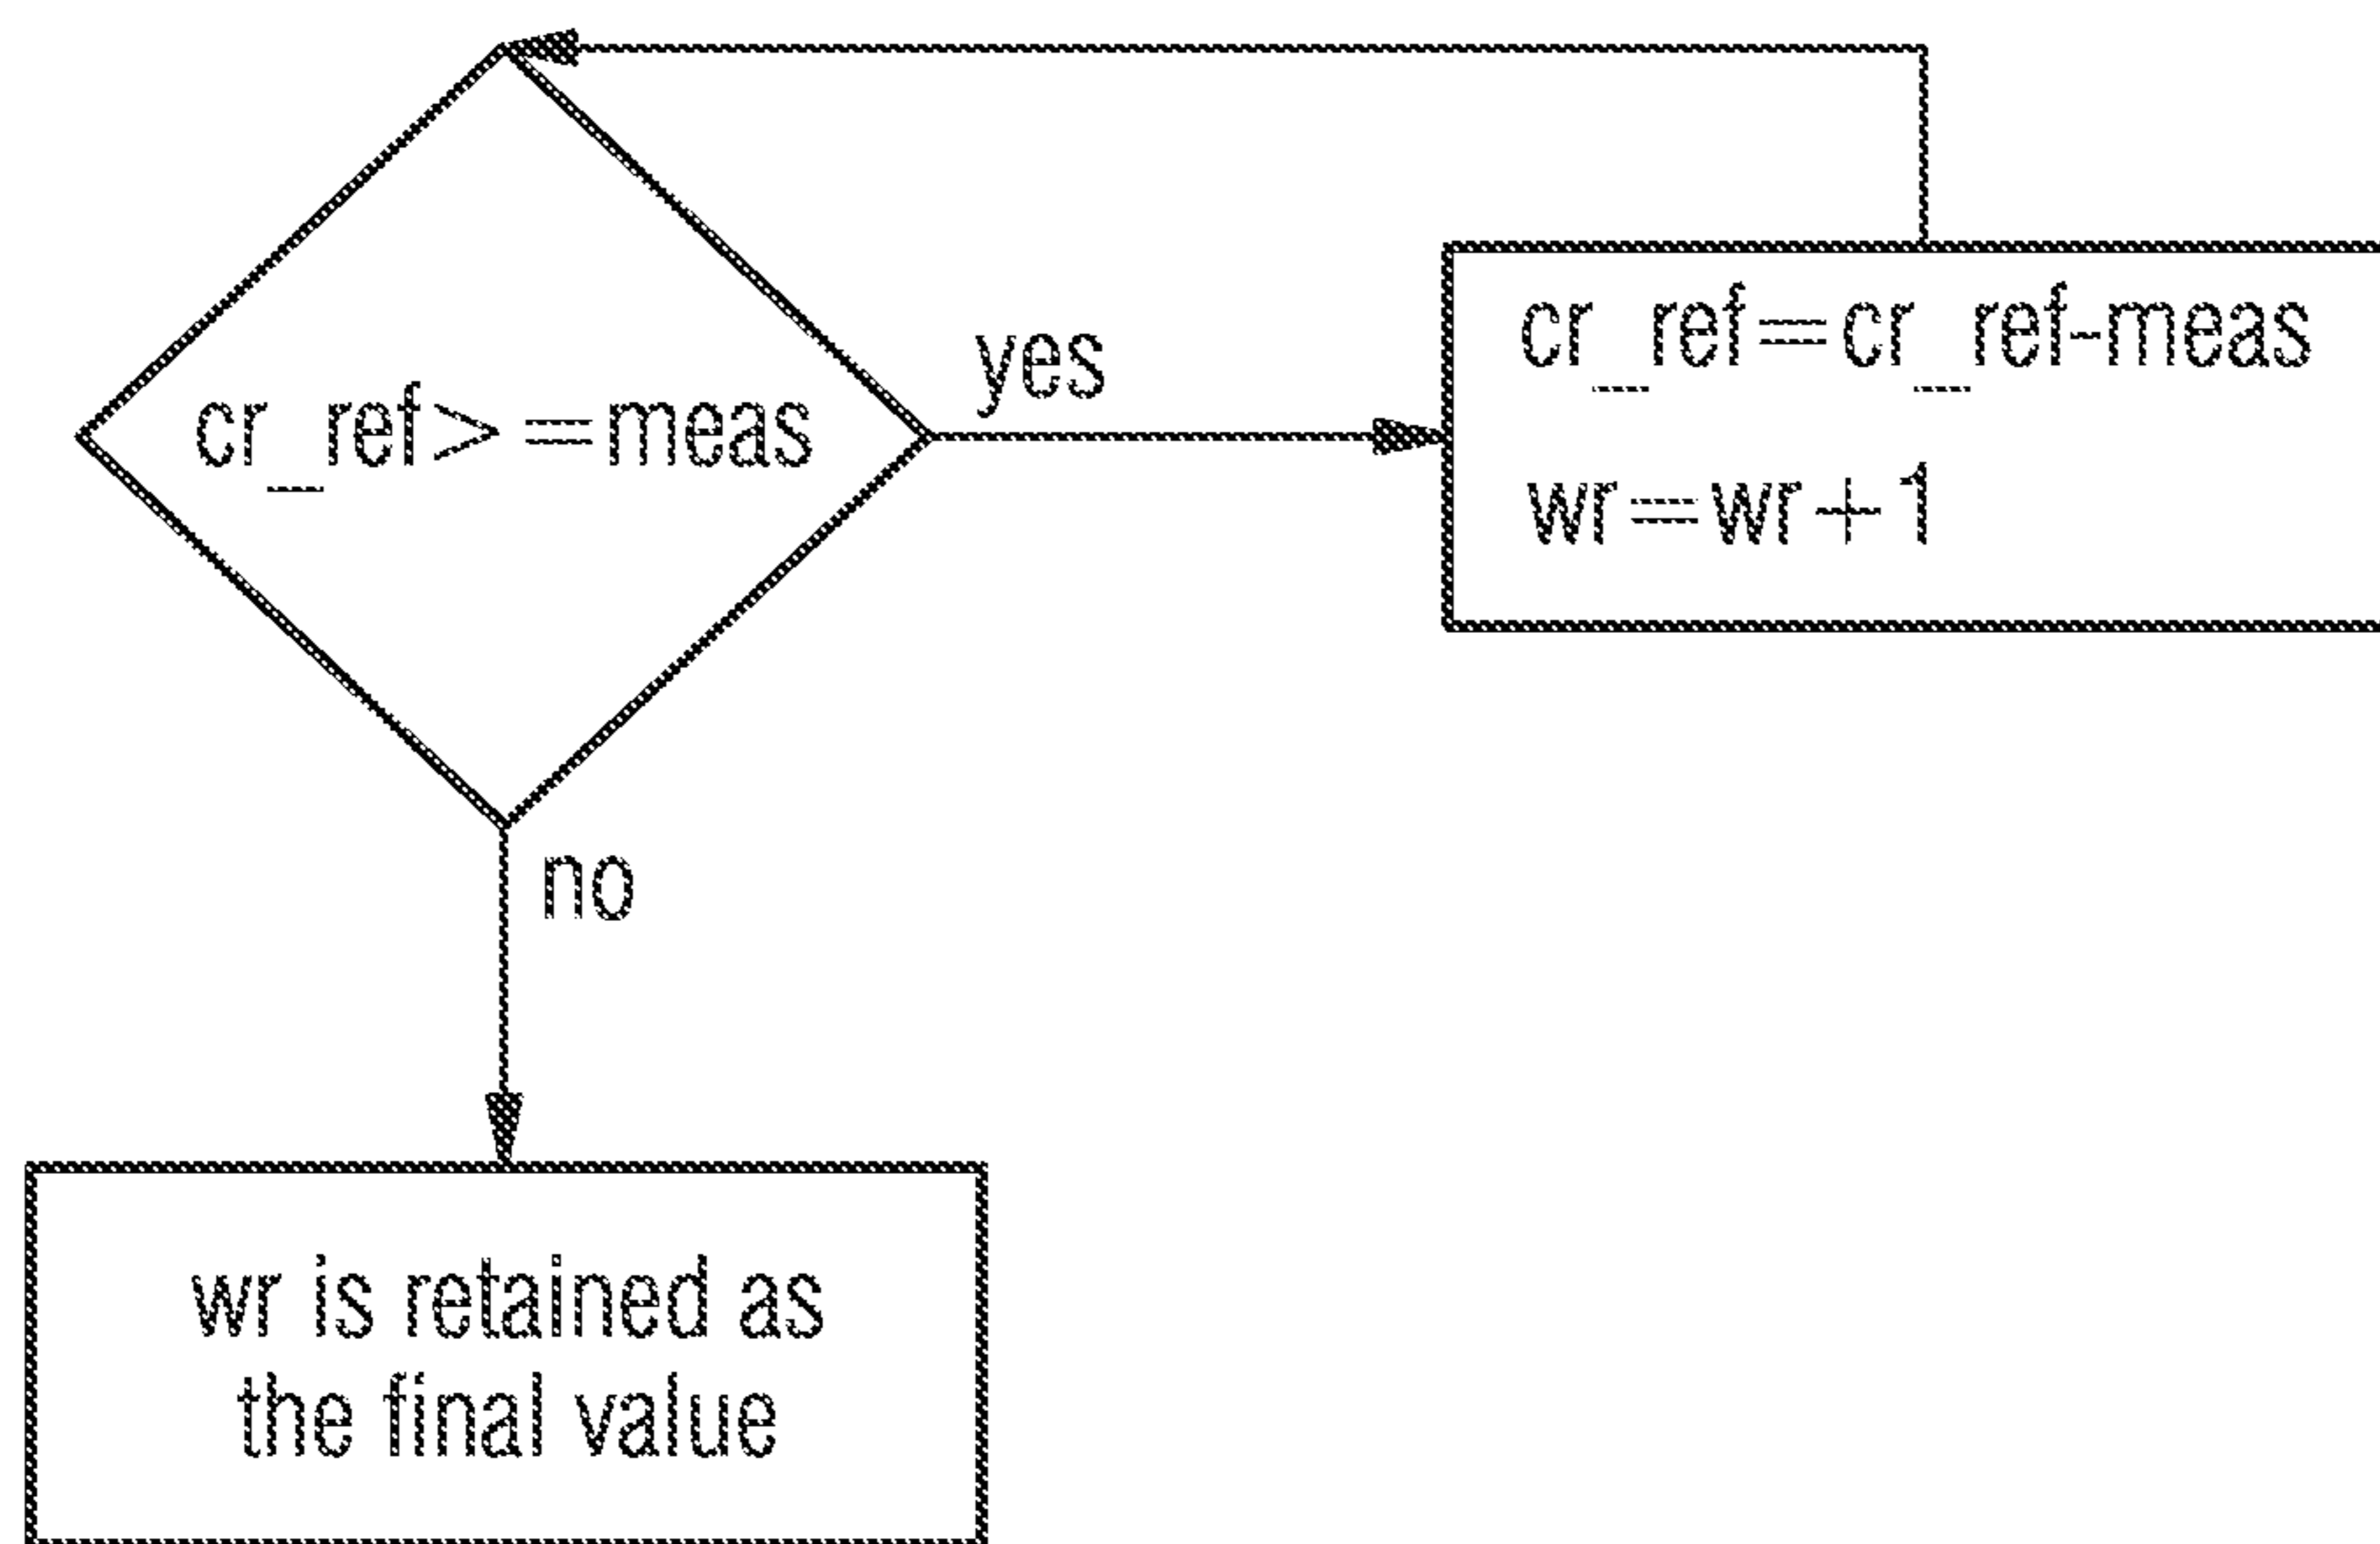 cr_ref>=meas
yes
cr_ref=cr_ref-meas
wr=wr+1
no
wr is retained as
the final value